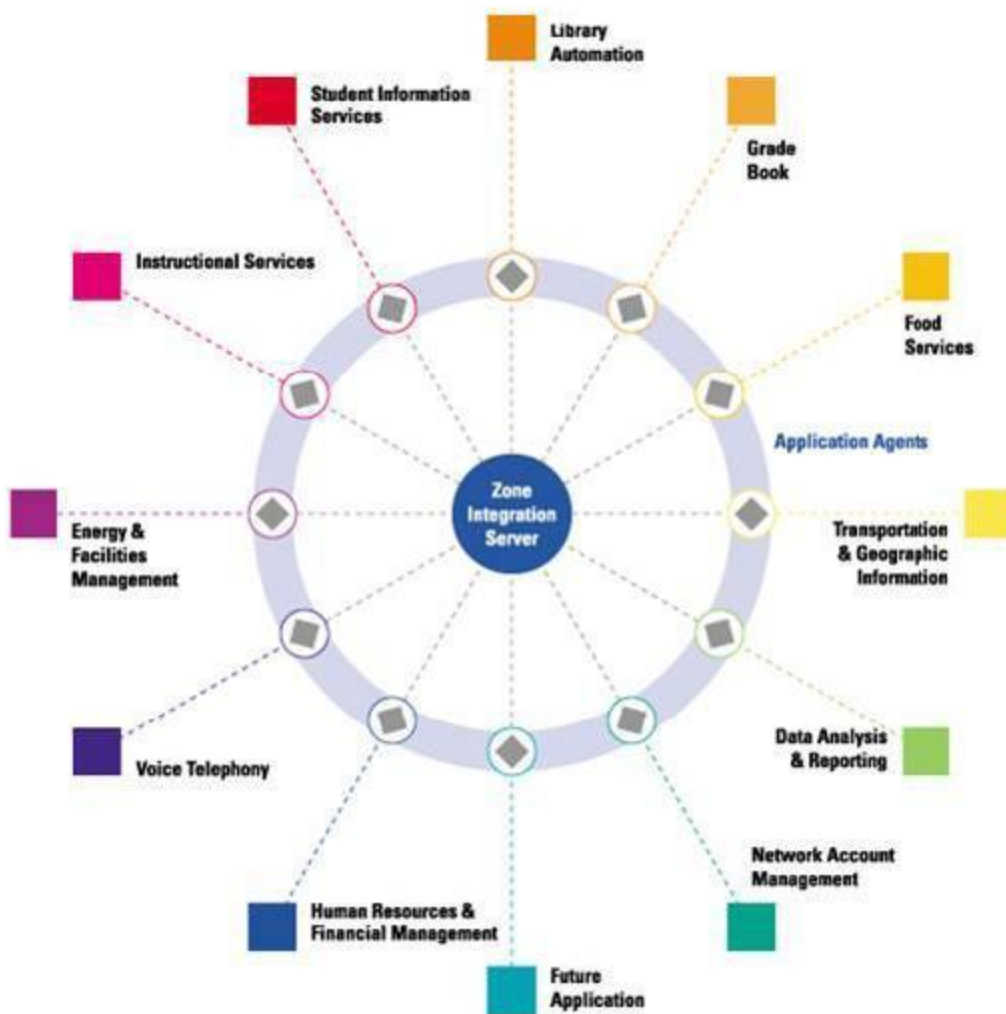 Library
Automation
Student Information
Services
Grade
Book
Instructional Services
Food
Services
Application Agents
Zone
Integration
Server
Energy &
Facilities
Management
Transportation
& Geographic
Information
Voice Telephony
Data Analysis
& Reporting
Network Account
Management
Human Resources &
Financial Management
Future
Application